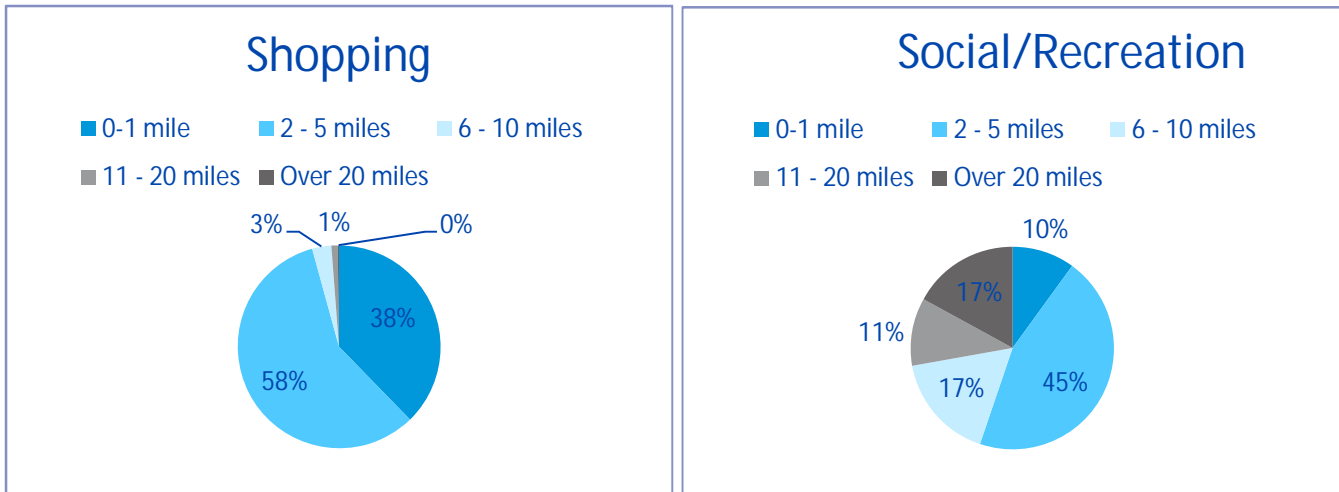 Shopping
0-1 mile 2 - 5 miles 6 - 10 miles
11 - 20 miles Over 20 miles
3% 1% 0%
38%
58%
Social/Recreation
0-1 mile 2 - 5 miles 6 - 10 miles
11 - 20 miles Over 20 miles
10%
17%
11%
45%
17%